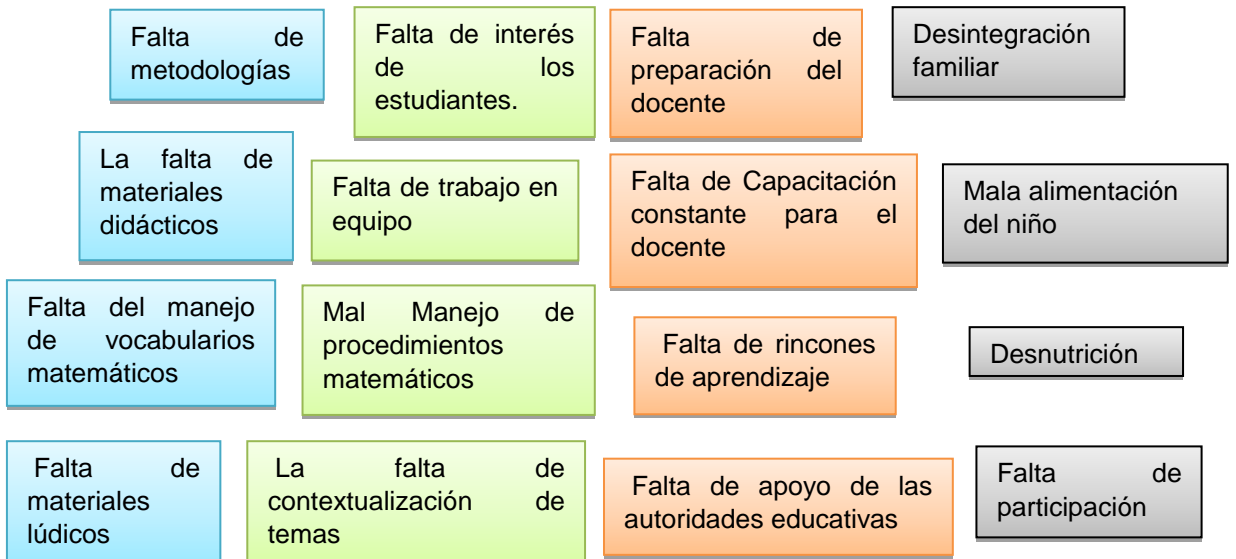 Falta de
metodologías
Falta de interés
de los
estudiantes.
Falta de
preparación del
docente
Desintegración
familiar
La falta de
materiales
didácticos
Falta de trabajo en
equipo
Falta de Capacitación
constante para el
docente
Mala alimentación
del niño
Falta del manejo
de vocabularios
matemáticos
Mal Manejo de
procedimientos
matemáticos
Falta de rincones
de aprendizaje
Desnutrición
Falta de
materiales
lúdicos
La falta de
contextualización de
temas
Falta de apoyo de las
autoridades educativas
Falta de
participación